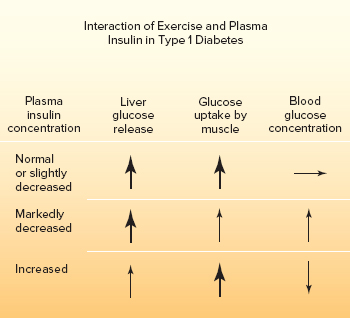 Interaction of Exercise and Plasma
Insulin in Type 1 Diabetes
Plasma
insulin
concentration
Liver
glucose
release
Glucose
uptake by
muscle
Blood
glucose
concentration
Normal
or slightly
decreased
Markedly
decreased
Increased